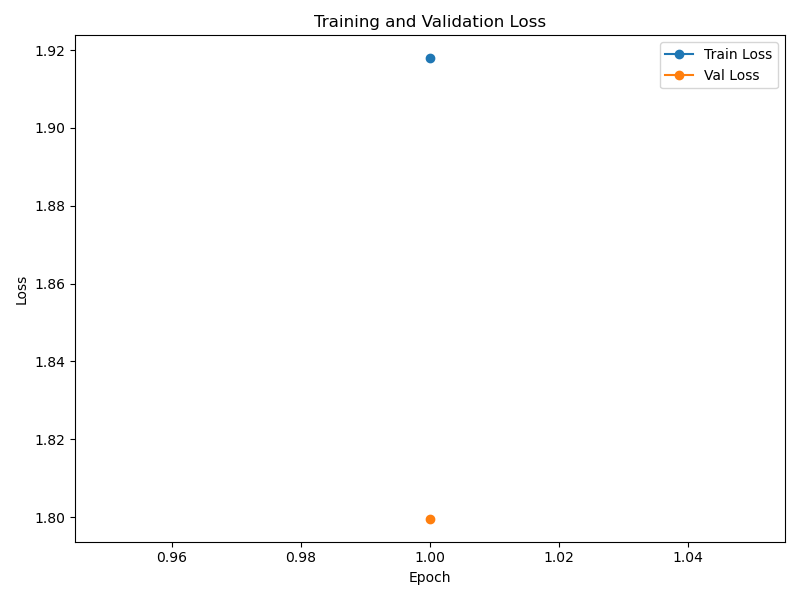 Training and Validation Loss
Train Loss
Val Loss
1.92
1.90
1.88
1.86
1.84
1.82
1.80
Loss
0.96 0.98 1.00 1.02 1.04
Epoch